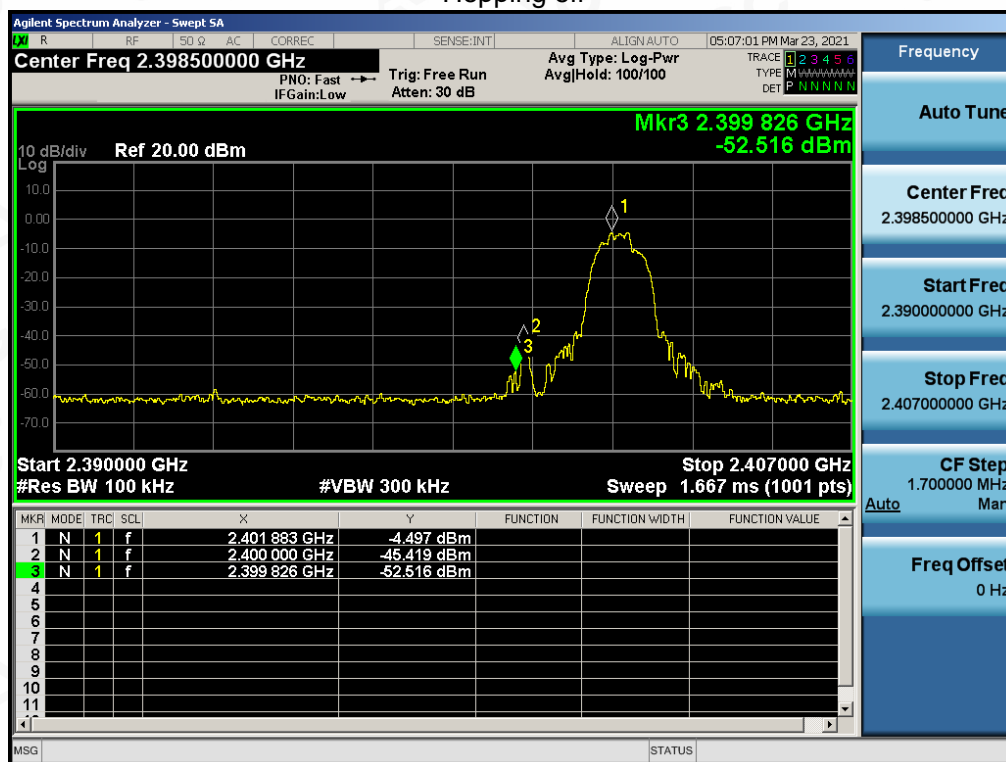 Hopping off
Agilent Spectrum Analyzer - Swept SA
LXI R RF 50 Ω AC CORREC SENSE:INT ALIGN AUTO 05:07:01 PM Mar 23, 2021
Center Freq 2.398500000 GHz
PNO: Fast
IFGain:Low
Trig: Free Run
Atten: 30 dB
Avg Type: Log-Pwr
Avg|Hold: 100/100
TRACE 1 2 3 4 5 6
TYPE M WWWWW
DET P N N N N N
Mkr3 2.399 826 GHz
-52.516 dBm
10 dB/div Ref 20.00 dBm
Log
10.0
0.00
-10.0
-20.0
-30.0
-40.0
-50.0
-60.0
-70.0
1
2
3
Start 2.390000 GHz Stop 2.407000 GHz
#Res BW 100 kHz #VBW 300 kHz Sweep 1.667 ms (1001 pts)
MKR MODE TRC SCL X Y FUNCTION FUNCTION WIDTH FUNCTION VALUE
1 N 1 f 2.401 883 GHz -4.497 dBm
2 N 1 f 2.400 000 GHz -45.419 dBm
3 N 1 f 2.399 826 GHz -52.516 dBm
4
5
6
7
8
9
10
11
MSG STATUS
Frequency
Auto Tune
Center Freq
2.398500000 GHz
Start Freq
2.390000000 GHz
Stop Freq
2.407000000 GHz
CF Step
1.700000 MHz
Auto Man
Freq Offset
0 Hz